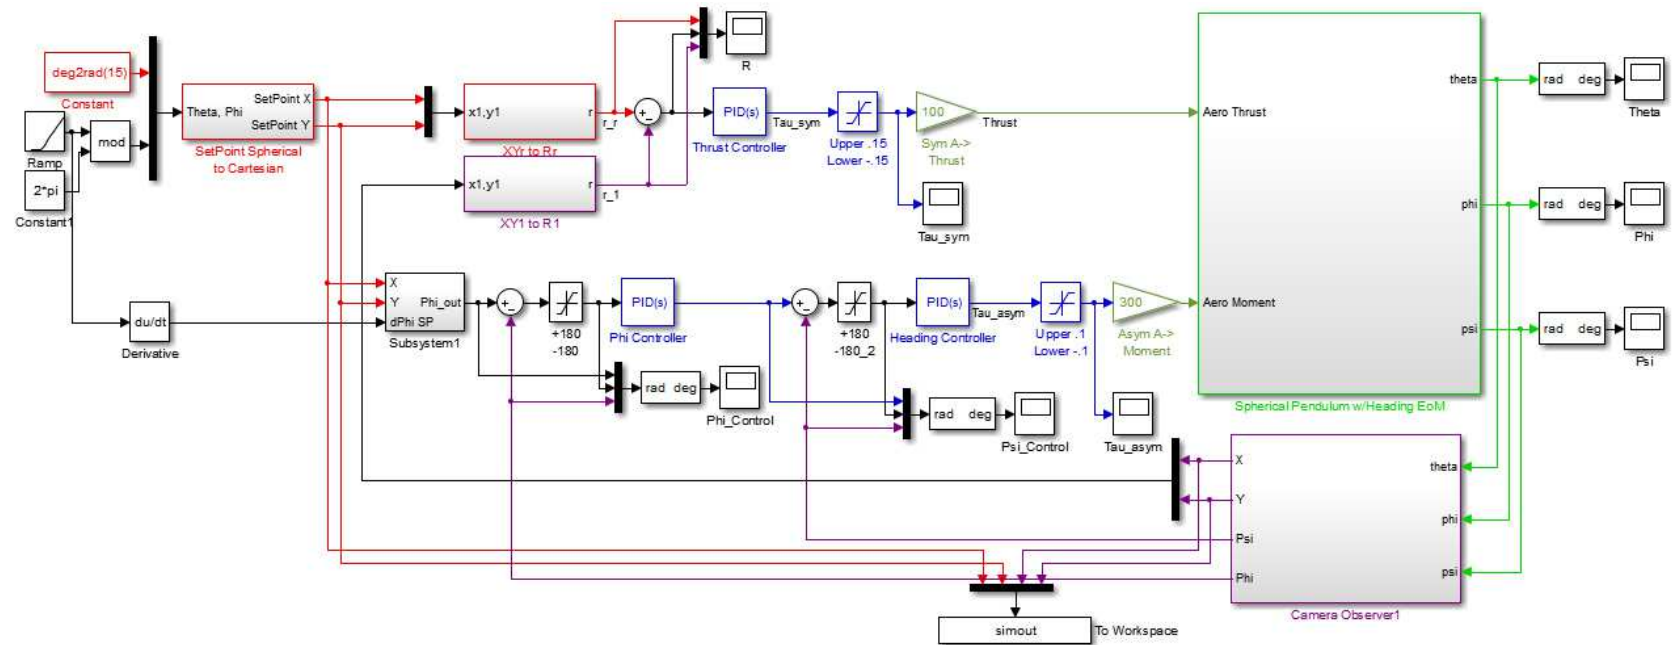 deg2rad(15)
Constant
Ramp
mod
2*pi
Constant1
Theta, Phi
SetPoint X
SetPoint Y
SetPoint Spherical
to Cartesian
x1,y1
r
r_r
XYr to Rr
x1,y1
r
r_1
XY1 to R1
R
PID(s)
Thrust Controller
Tau_sym
Upper .15
Lower -.15
100
Sym A->
Thrust
Thrust
Tau_sym
Aero Thrust
Aero Moment
theta
phi
psi
Spherical Pendulum w/Heading EoM
rad deg
Theta
rad deg
Phi
rad deg
Psi
du/dt
Derivative
X
Y
dPhi SP
Phi_out
Subsystem1
+180
-180
PID(s)
Phi Controller
rad deg
Phi_Control
+180
-180_2
PID(s)
Heading Controller
Tau_asym
Upper .1
Lower -.1
300
Asym A->
Moment
rad deg
Psi_Control
Tau_asym
X
Y
Psi
Phi
theta
phi
psi
Camera Observer1
simout
To Workspace